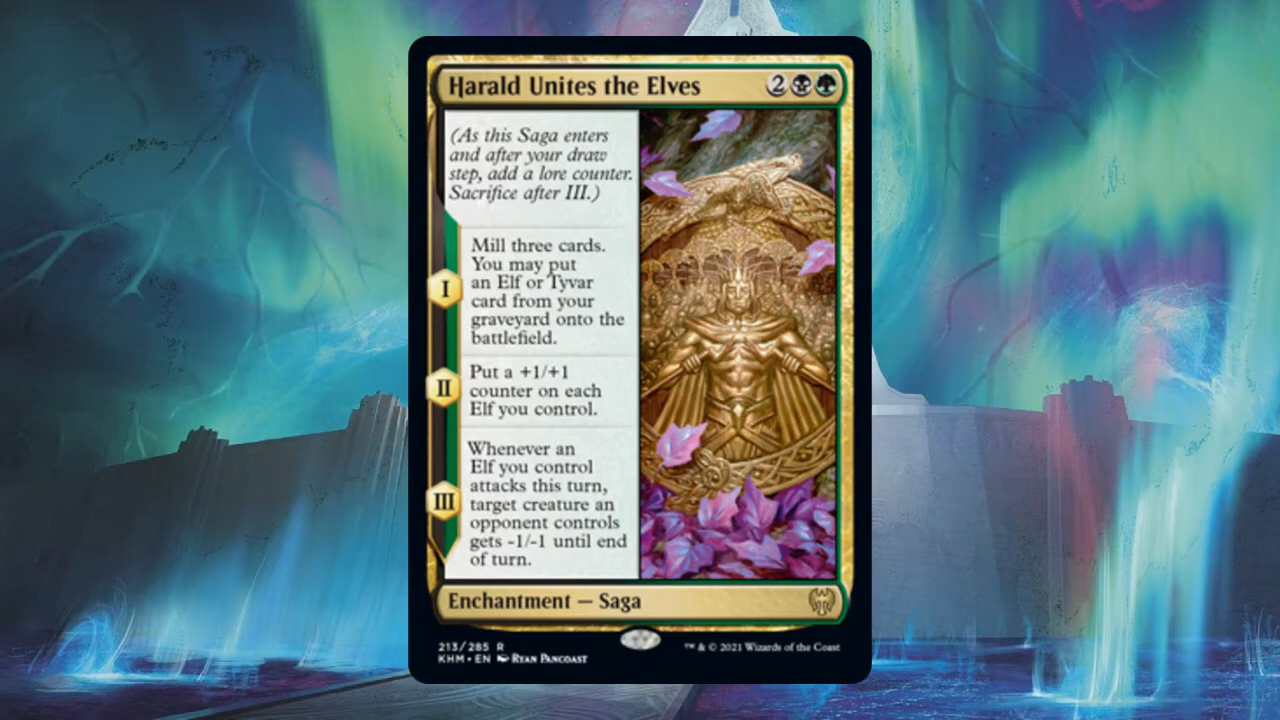 Harald Unites the Elves 2
(As this Saga enters
and after your draw
step, add a lore counter.
Sacrifice after III.)
I
Mill three cards.
You may put
an Elf or Tyvar
card from your
graveyard onto the
battlefield.
II
Put a +1/+1
counter on each
Elf you control.
III
Whenever an
Elf you control
attacks this turn,
target creature an
opponent controls
gets -1/-1 until end
of turn.
Enchantment — Saga
213/285 R
KHM • EN Ryan Pancoast
™ & © 2021 Wizards of the Coast